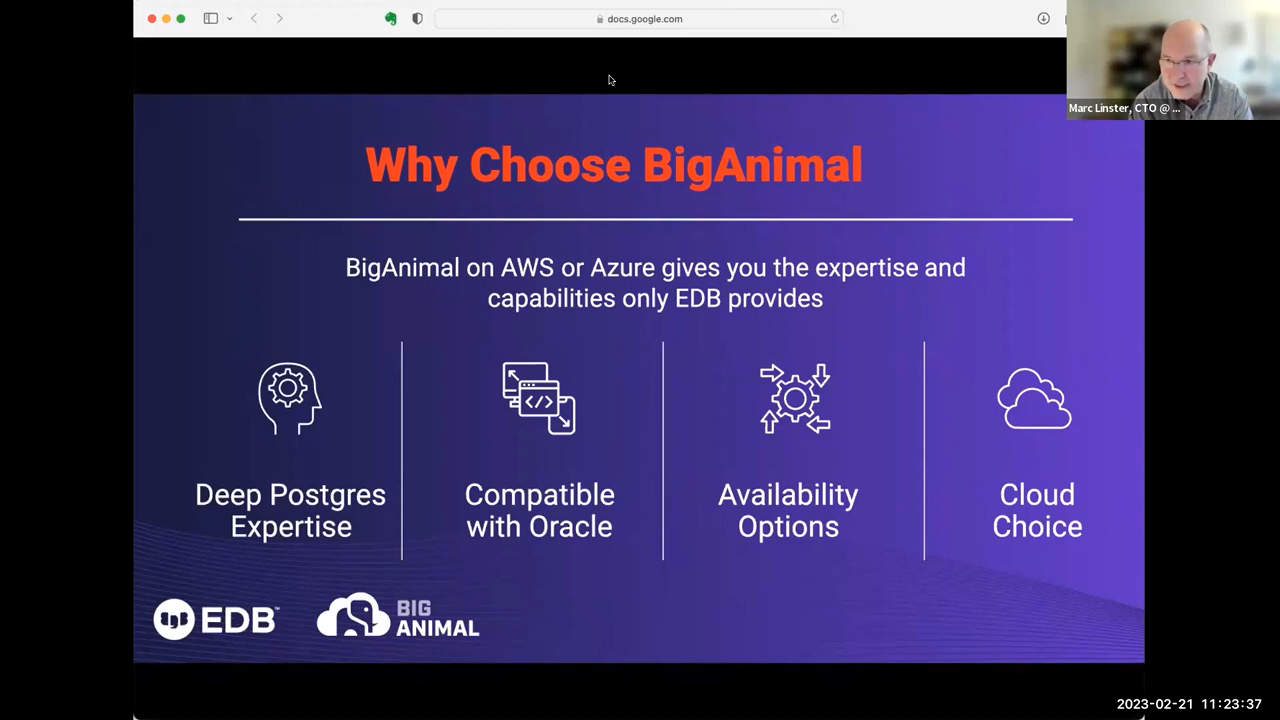 docs.google.com
Marc Linster, CTO @ ...
Why Choose BigAnimal
BigAnimal on AWS or Azure gives you the expertise and
capabilities only EDB provides
</>
Deep Postgres
Expertise
Compatible
with Oracle
Availability
Options
Cloud
Choice
EDB™
BIG
ANIMAL
2023-02-21 11:23:37